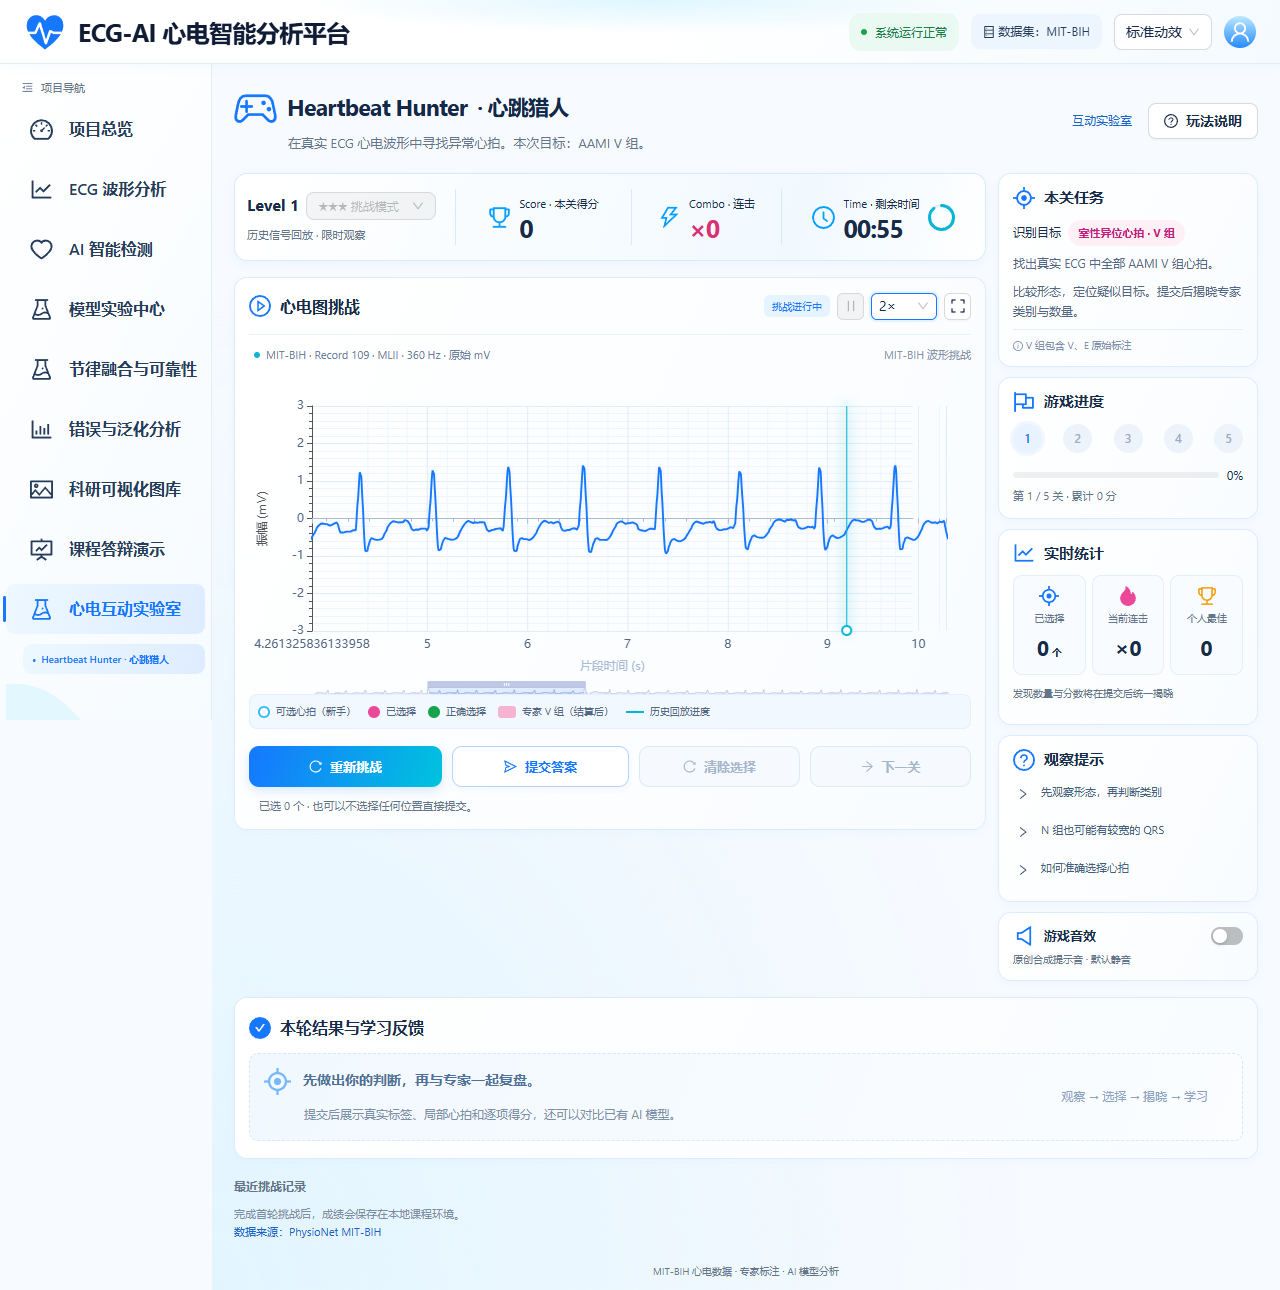 ECG-AI 心电智能分析平台
系统运行正常
数据集：MIT-BIH
标准动效
项目导航
项目总览
ECG 波形分析
AI 智能检测
模型实验中心
节律融合与可靠性
错误与泛化分析
科研可视化图库
课程答辩演示
心电互动实验室
• Heartbeat Hunter · 心跳猎人
Heartbeat Hunter · 心跳猎人
在真实 ECG 心电波形中寻找异常心拍。本次目标：AAMI V 组。
互动实验室
玩法说明
Level 1
★★★ 挑战模式
历史信号回放 · 限时观察
Score · 本关得分
0
Combo · 连击
×0
Time · 剩余时间
00:55
心电图挑战
挑战进行中
2×
MIT-BIH · Record 109 · MLII · 360 Hz · 原始 mV
MIT-BIH 波形挑战
振幅 (mV)
3
2
1
0
-1
-2
-3
4.261325836133958
5
6
7
8
9
10
片段时间 (s)
可选心拍（新手）
已选择
正确选择
专家 V 组（结算后）
历史回放进度
重新挑战
提交答案
清除选择
下一关
已选 0 个 · 也可以不选择任何位置直接提交。
本关任务
识别目标
室性异位心拍 · V 组
找出真实 ECG 中全部 AAMI V 组心拍。
比较形态，定位疑似目标。提交后揭晓专家
类别与数量。
V 组包含 V、E 原始标注
游戏进度
1
2
3
4
5
0%
第 1 / 5 关 · 累计 0 分
实时统计
已选择
0 个
当前连击
×0
个人最佳
0
发现数量与分数将在提交后统一揭晓
观察提示
先观察形态，再判断类别
N 组也可能有较宽的 QRS
如何准确选择心拍
游戏音效
原创合成提示音 · 默认静音
本轮结果与学习反馈
先做出你的判断，再与专家一起复盘。
提交后展示真实标签、局部心拍和逐项得分，还可以对比已有 AI 模型。
观察 → 选择 → 揭晓 → 学习
最近挑战记录
完成首轮挑战后，成绩会保存在本地课程环境。
数据来源：PhysioNet MIT-BIH
MIT-BIH 心电数据 · 专家标注 · AI 模型分析